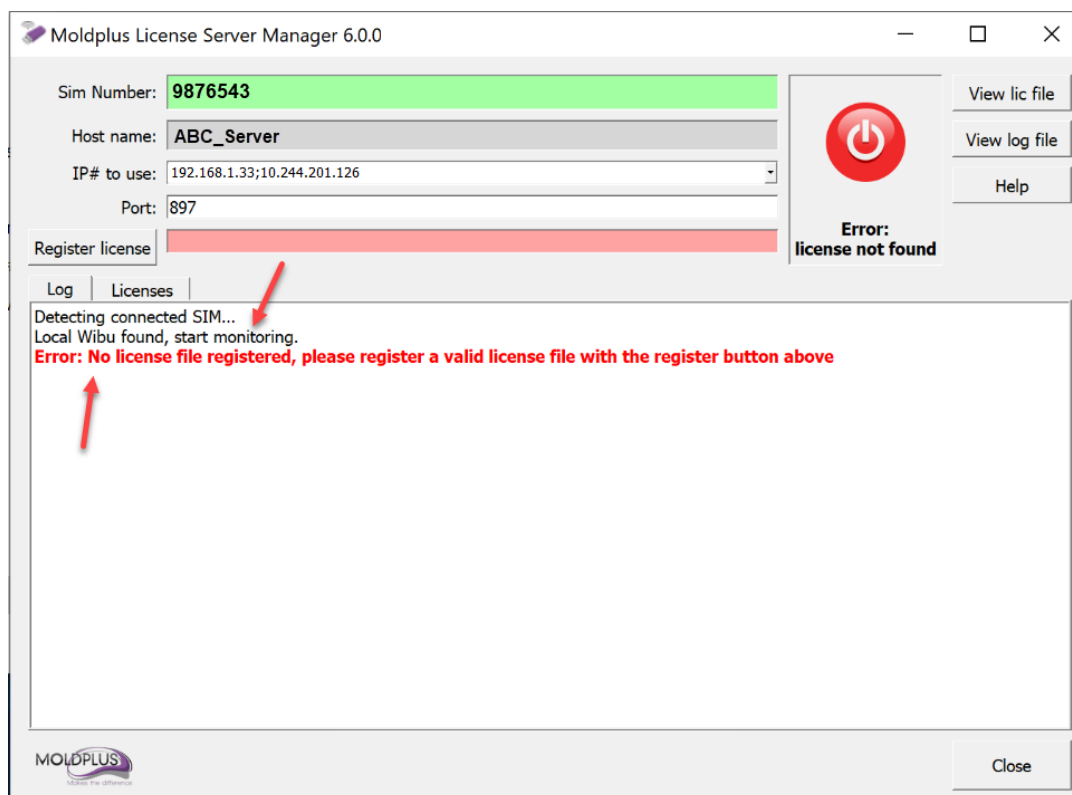 Moldplus License Server Manager 6.0.0
Sim Number: 9876543
View lic file
Host name: ABC_Server
View log file
IP# to use: 192.168.1.33;10.244.201.126
Help
Port: 897
Register license
Error:
license not found
Log Licenses
Detecting connected SIM...
Local Wibu found, start monitoring.
Error: No license file registered, please register a valid license file with the register button above
MOLDPLUS
Makes the difference
Close